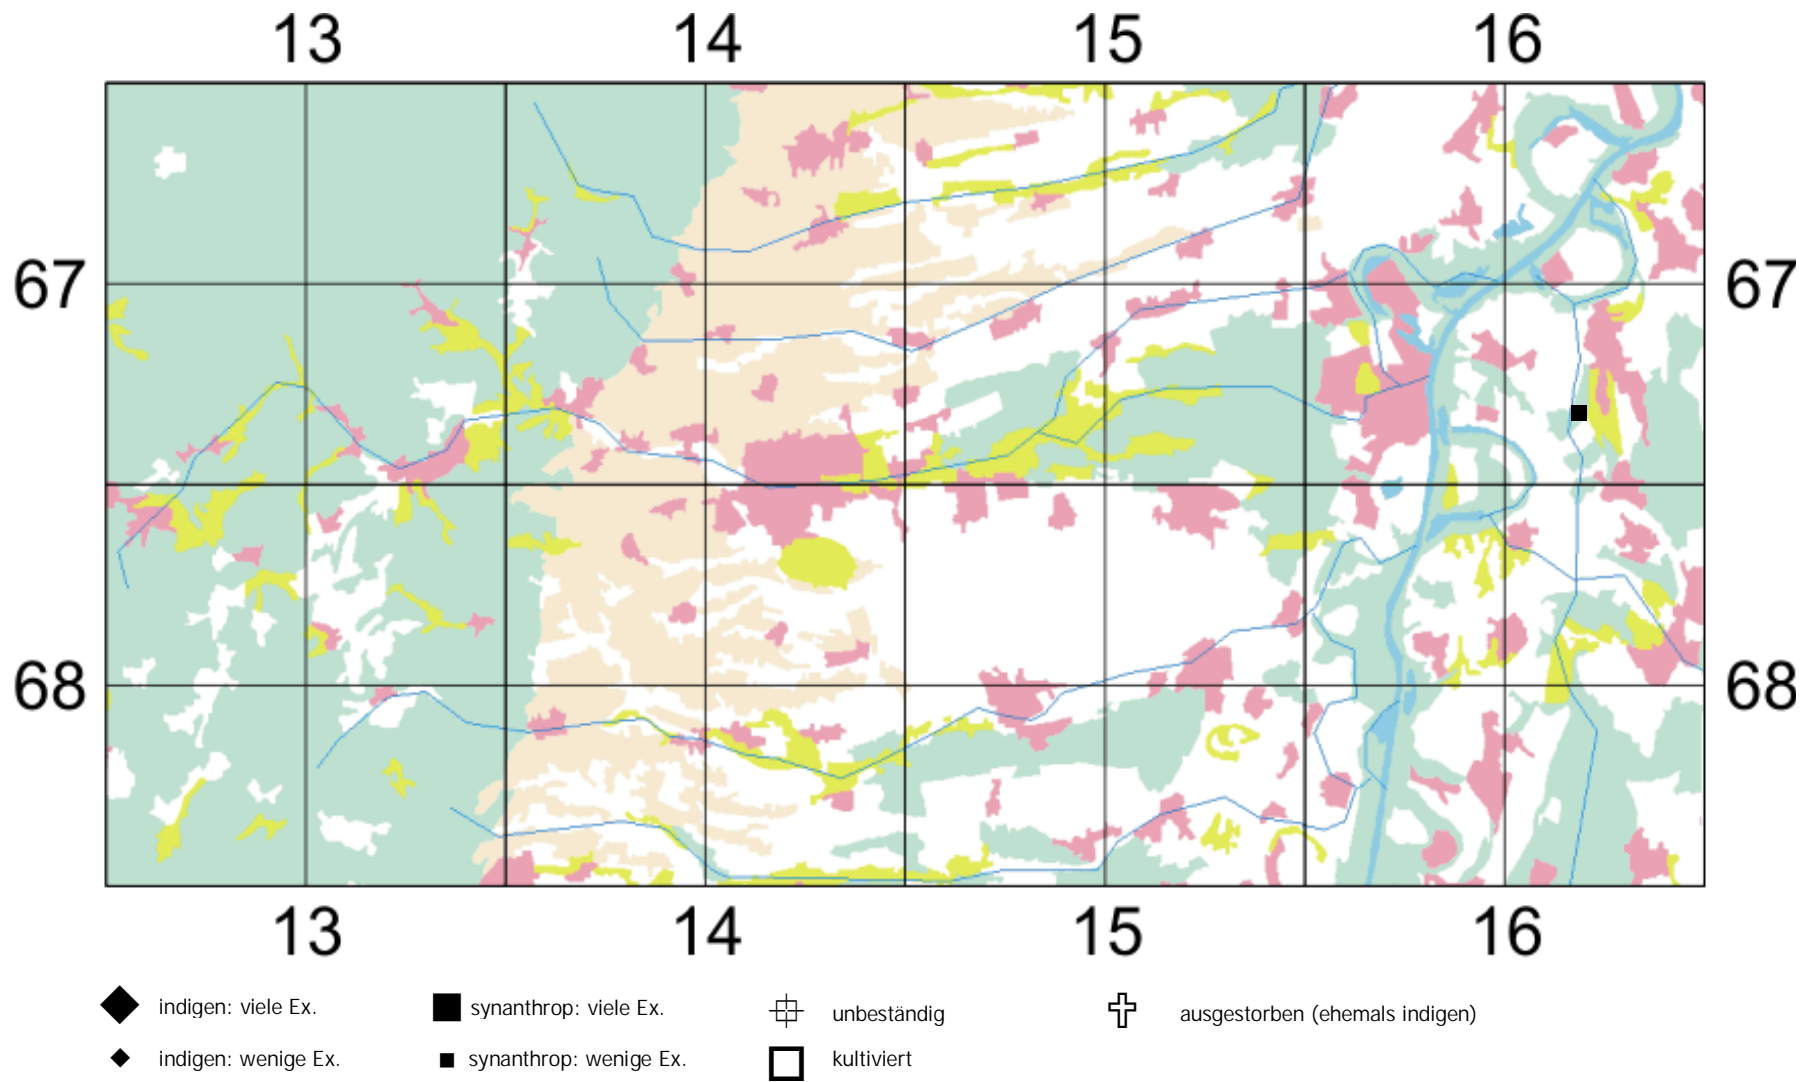 13 14 15 16
67 67
68 68
13 14 15 16
indigen: viele Ex. synanthrop: viele Ex. unbeständig ausgestorben (ehemals indigen)
indigen: wenige Ex. synanthrop: wenige Ex. kultiviert